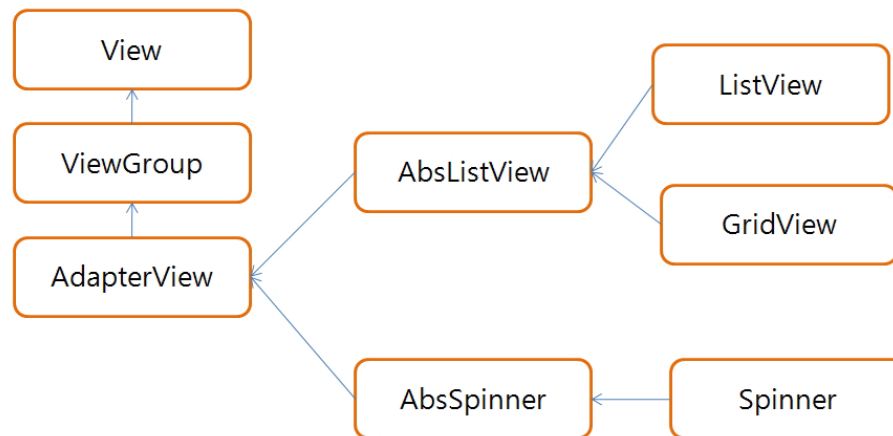 View
ViewGroup
AdapterView
AbsListView
AbsSpinner
ListView
GridView
Spinner